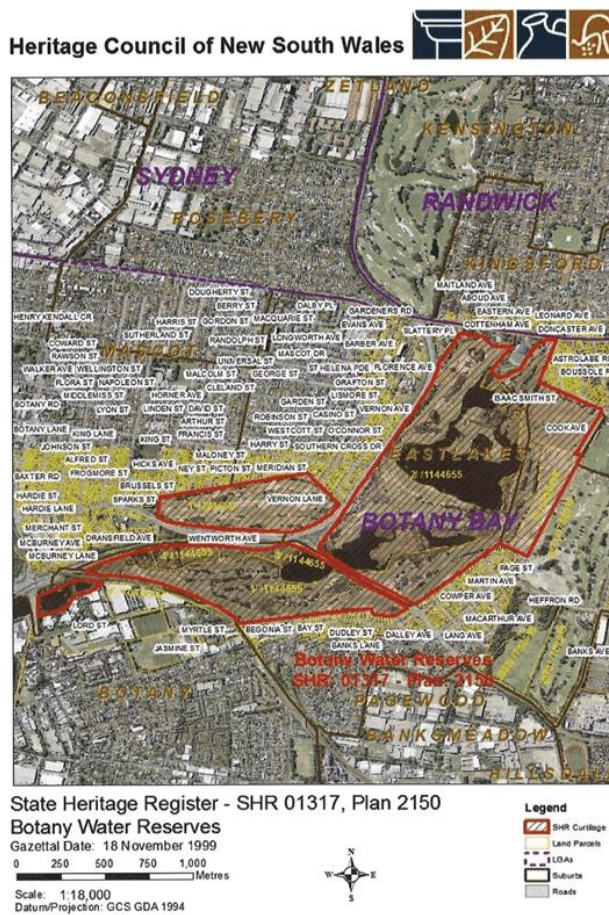 Heritage Council of New South Wales
BEACONSFIELD
ZETLAND
KENSINGTON
SYDNEY
RANDWICK
ROSEBERY
KINGSFORD
MAITLAND AVE
ABOUD AVE
DOUGHERTY ST
BERRY ST
DALBY PL
GARDENERS RD
EASTERN AVE
LEONARD AVE
HENRY KENDALL CR
HARRIS ST
GORDON ST
MACQUARIE ST
EVANS AVE
COTTENHAM AVE
DONCASTER AVE
SLATTERY PL
SUTHERLAND ST
COWARD ST
MASCOT
RANDOLPH ST
LONGWORTH AVE
BARBER AVE
RAWSON ST
UNIVERSAL ST
MASCOT DR
ASTROLABE RD
WALKER AVE
WELLINGTON ST
MALCOLM ST
GEORGE ST
ST HELENA PDE
FLORENCE AVE
BOUSSOLE RD
FLORA ST
NAPOLEON ST
CLELAND ST
GRAFTON ST
MIDDLEMISS ST
HORNER AVE
GARDEN ST
LISMORE ST
ISAAC SMITH ST
BOTANY RD
LYON ST
LINDEN ST
DAVID ST
ROBINSON ST
CASINO ST
VERNON AVE
ARTHUR ST
COOK AVE
BOTANY LANE
KING LANE
FRANCIS ST
WESTCOTT ST
O'CONNOR ST
JOHNSON ST
KING ST
HARRY ST
SOUTHERN CROSS DR
ALFRED ST
MALONEY ST
EASTLAKES
BAXTER RD
FROGMORE ST
HICKS AVE
NEY ST
PICTON ST
MERIDIAN ST
2//1144655
HARDIE ST
BRUSSELS ST
HARDIE LANE
SPARKS ST
VERNON LANE
MERCHANT ST
BOTANY BAY
MCBURNEY AVE
DRANSFIELD AVE
WENTWORTH AVE
MCBURNEY LANE
PAGE ST
MARTIN AVE
COWPER AVE
HEFFRON RD
MACARTHUR AVE
LORD ST
MYRTLE ST
BEGONIA ST
BAY ST
DUDLEY ST
DALLEY AVE
LANG AVE
JASMINE ST
BANKS LANE
BANKS AVE
Botany Water Reserves
SHR: 01317 - Plan: 2150
BOTANY
PAGEWOOD
BANKSMEADOW
HILLSDALE
State Heritage Register - SHR 01317, Plan 2150
Botany Water Reserves
Gazettal Date: 18 November 1999
0 250 500 750 1,000
Metres
Scale: 1:18,000
Datum/Projection: GCS GDA 1994
N
W E
S
Legend
SHR Curtilage
Land Parcels
LGAs
Suburbs
Roads